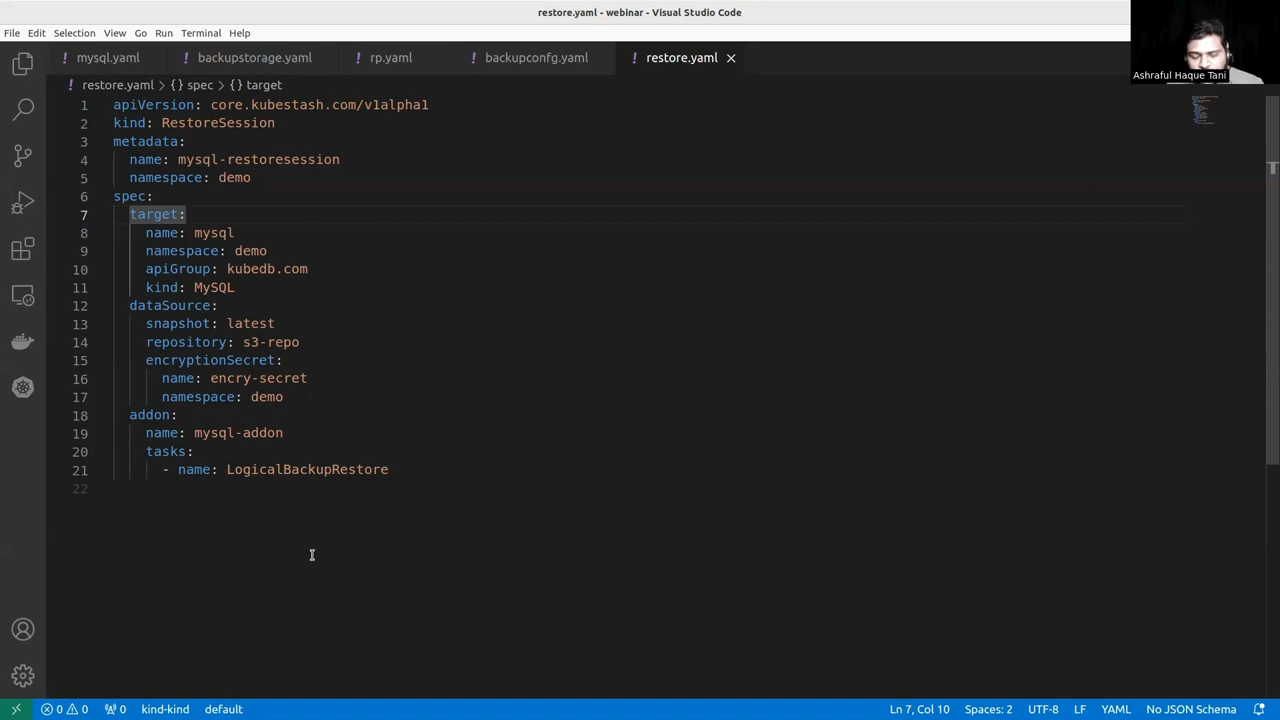 restore.yaml - webinar - Visual Studio Code
File Edit Selection View Go Run Terminal Help
! mysql.yaml ! backupstorage.yaml ! rp.yaml ! backupconfg.yaml ! restore.yaml
Ashraful Haque Tani
! restore.yaml > {} spec > {} target
1 apiVersion: core.kubestash.com/v1alpha1
2 kind: RestoreSession
3 metadata:
4 name: mysql-restoresession
5 namespace: demo
6 spec:
7 target:
8 name: mysql
9 namespace: demo
10 apiGroup: kubedb.com
11 kind: MySQL
12 dataSource:
13 snapshot: latest
14 repository: s3-repo
15 encryptionSecret:
16 name: encry-secret
17 namespace: demo
18 addon:
19 name: mysql-addon
20 tasks:
21 - name: LogicalBackupRestore
22
0 0 0 kind-kind default Ln 7, Col 10 Spaces: 2 UTF-8 LF YAML No JSON Schema